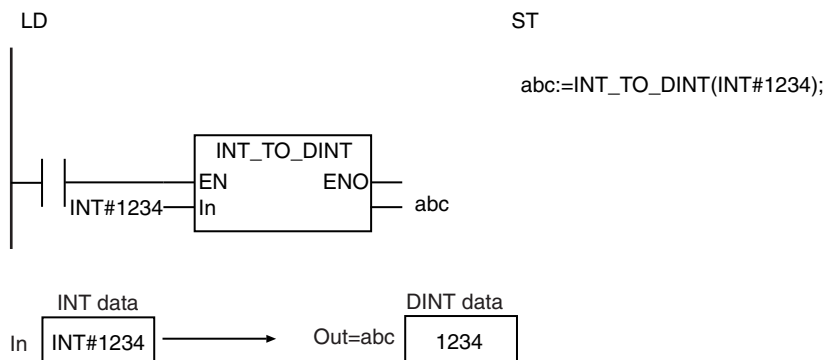 LD
ST
abc:=INT_TO_DINT(INT#1234);
INT_TO_DINT
EN ENO
INT#1234 In abc
INT data DINT data
In INT#1234 Out=abc 1234